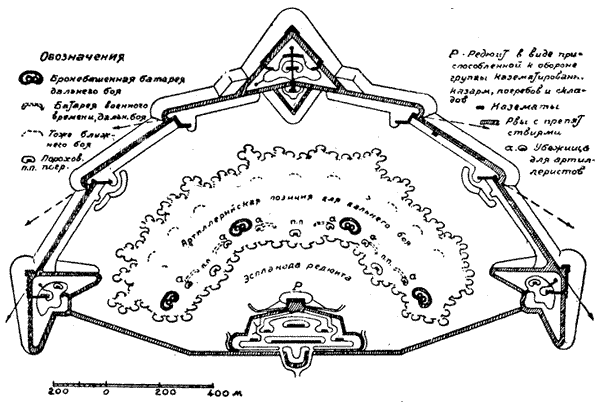 Обозначения
Бронебашенная батарея
дальнего боя
Батарея военного
времени, дальн. боя
Тоже ближ-
него боя
Порохов.
п.п. погр.
Р - Редюит в виде при-
способленной к обороне
группы казематирован.
казарм, погребов и скла-
дов
Казематы
Рвы с препят
ствиями
а. Убежища
для артил-
леристов
Артиллерийская позиция для дальнего боя
а
п.п
а
а
п.п
а
п.п
а
Эспланада редюита
Р
200 0 200 400 м